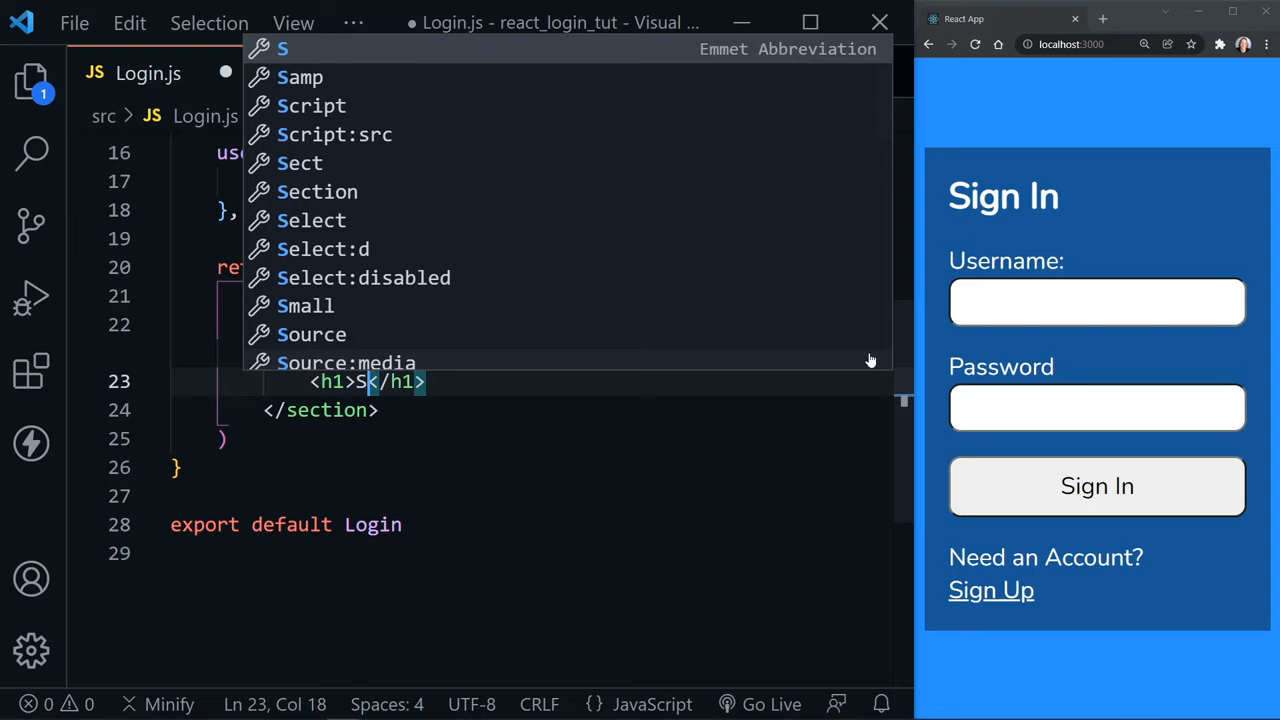 File Edit Selection View ··· ● Login.js - react_login_tut - Visual ...
JS Login.js ●
src > JS Login.js
1
S Emmet Abbreviation
Samp
Script
Script:src
Sect
Section
Select
Select:d
Select:disabled
Small
Source
Source:media
16 use
17
18 },
19
20 ret
21
22
23 <h1>S</h1>
24 </section>
25 )
26 }
27
28 export default Login
29
0 0 Minify Ln 23, Col 18 Spaces: 4 UTF-8 CRLF {} JavaScript Go Live
React App
localhost:3000
Sign In
Username:
Password
Sign In
Need an Account?
Sign Up